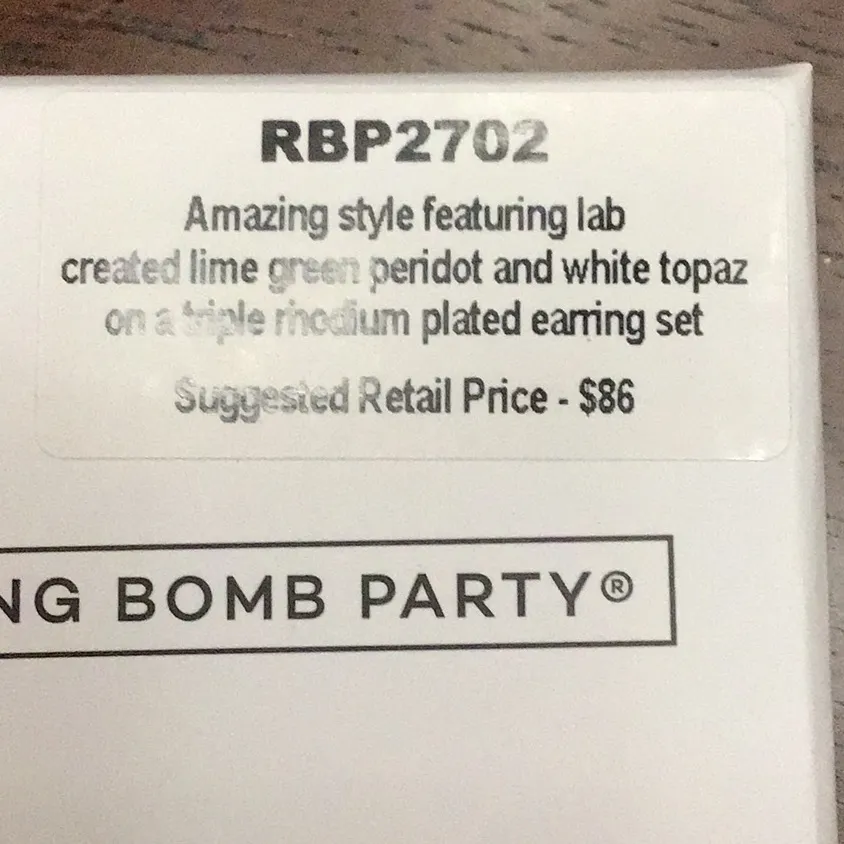 RBP2702
Amazing style featuring lab
created lime green peridot and white topaz
on a triple rhodium plated earring set
Suggested Retail Price - $86
NG BOMB PARTY®